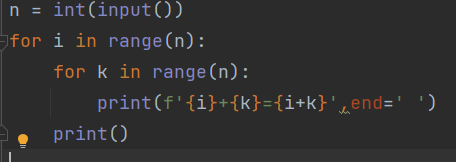 n = int(input())
for i in range(n):
    for k in range(n):
        print(f'{i}+{k}={i+k}',end=' ')
    print()